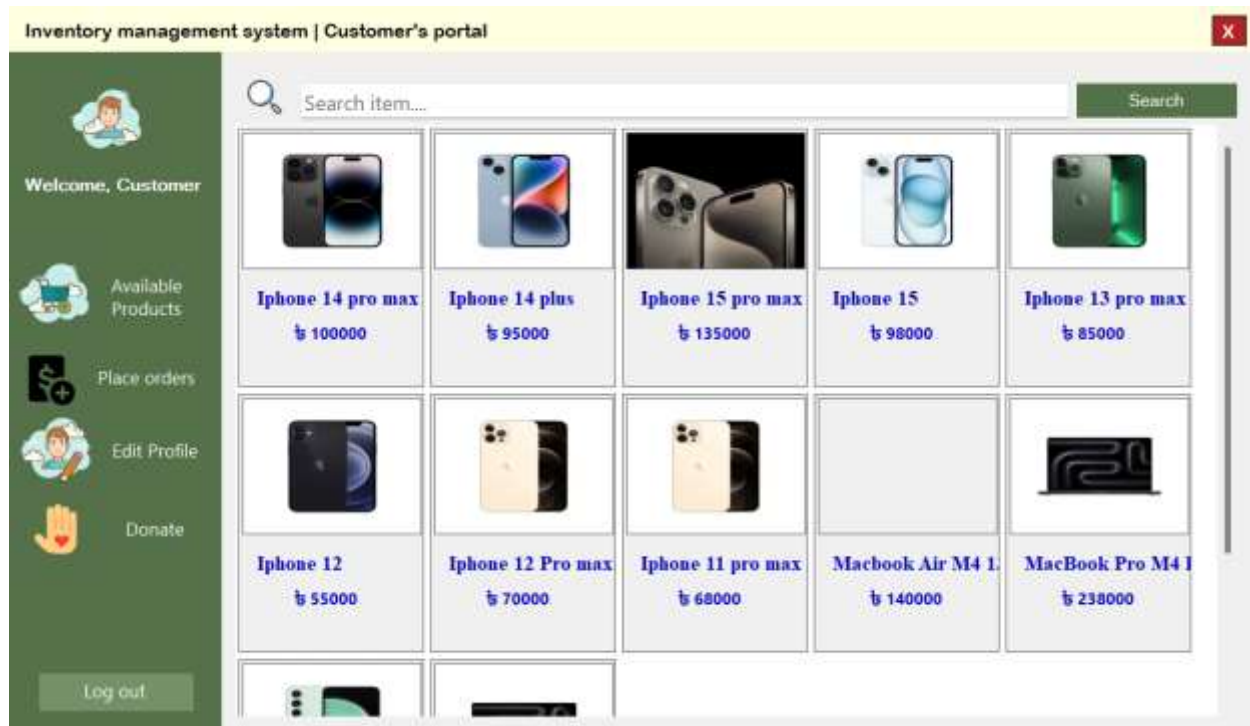 Inventory management system | Customer's portal
X
Welcome, Customer
Available
Products
Place orders
Edit Profile
Donate
Log out
Search item....
Search
Iphone 14 pro max
৳ 100000
Iphone 14 plus
৳ 95000
Iphone 15 pro max
৳ 135000
Iphone 15
৳ 98000
Iphone 13 pro max
৳ 85000
Iphone 12
৳ 55000
Iphone 12 Pro max
৳ 70000
Iphone 11 pro max
৳ 68000
Macbook Air M4 1
৳ 140000
MacBook Pro M4
৳ 238000